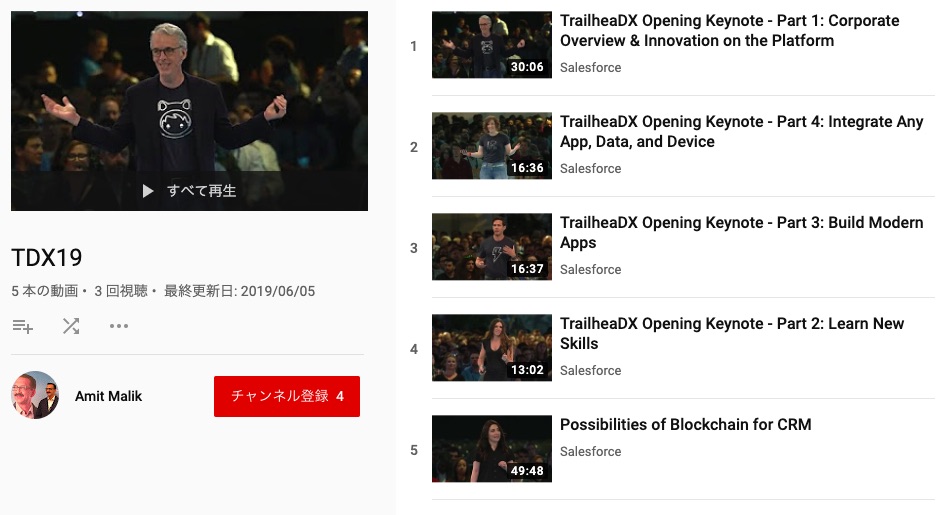 すべて再生
TDX19
5 本の動画・ 3 回視聴・ 最終更新日: 2019/06/05
Amit Malik
チャンネル登録 4
1
30:06
TrailheaDX Opening Keynote - Part 1: Corporate
Overview & Innovation on the Platform
Salesforce
2
16:36
TrailheaDX Opening Keynote - Part 4: Integrate Any
App, Data, and Device
Salesforce
3
16:37
TrailheaDX Opening Keynote - Part 3: Build Modern
Apps
Salesforce
4
13:02
TrailheaDX Opening Keynote - Part 2: Learn New
Skills
Salesforce
5
49:48
Possibilities of Blockchain for CRM
Salesforce